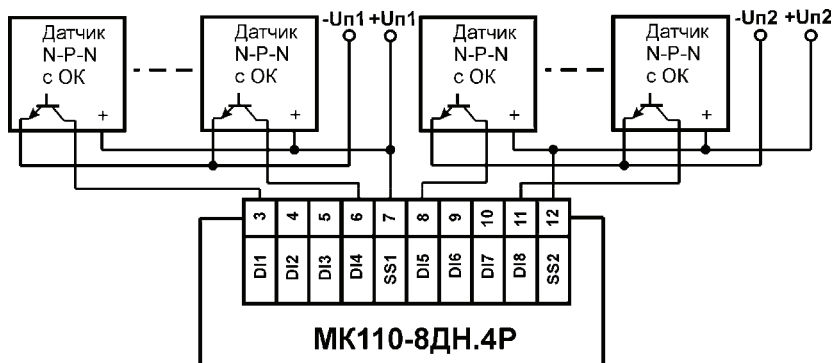 Датчик
N-P-N
с ОК
+
Датчик
N-P-N
с ОК
+
-Uп1 +Uп1
Датчик
N-P-N
с ОК
+
Датчик
N-P-N
с ОК
+
-Uп2 +Uп2
3 4 5 6 7 8 9 10 11 12
DI1 DI2 DI3 DI4 SS1 DI5 DI6 DI7 DI8 SS2
МК110-8ДН.4Р